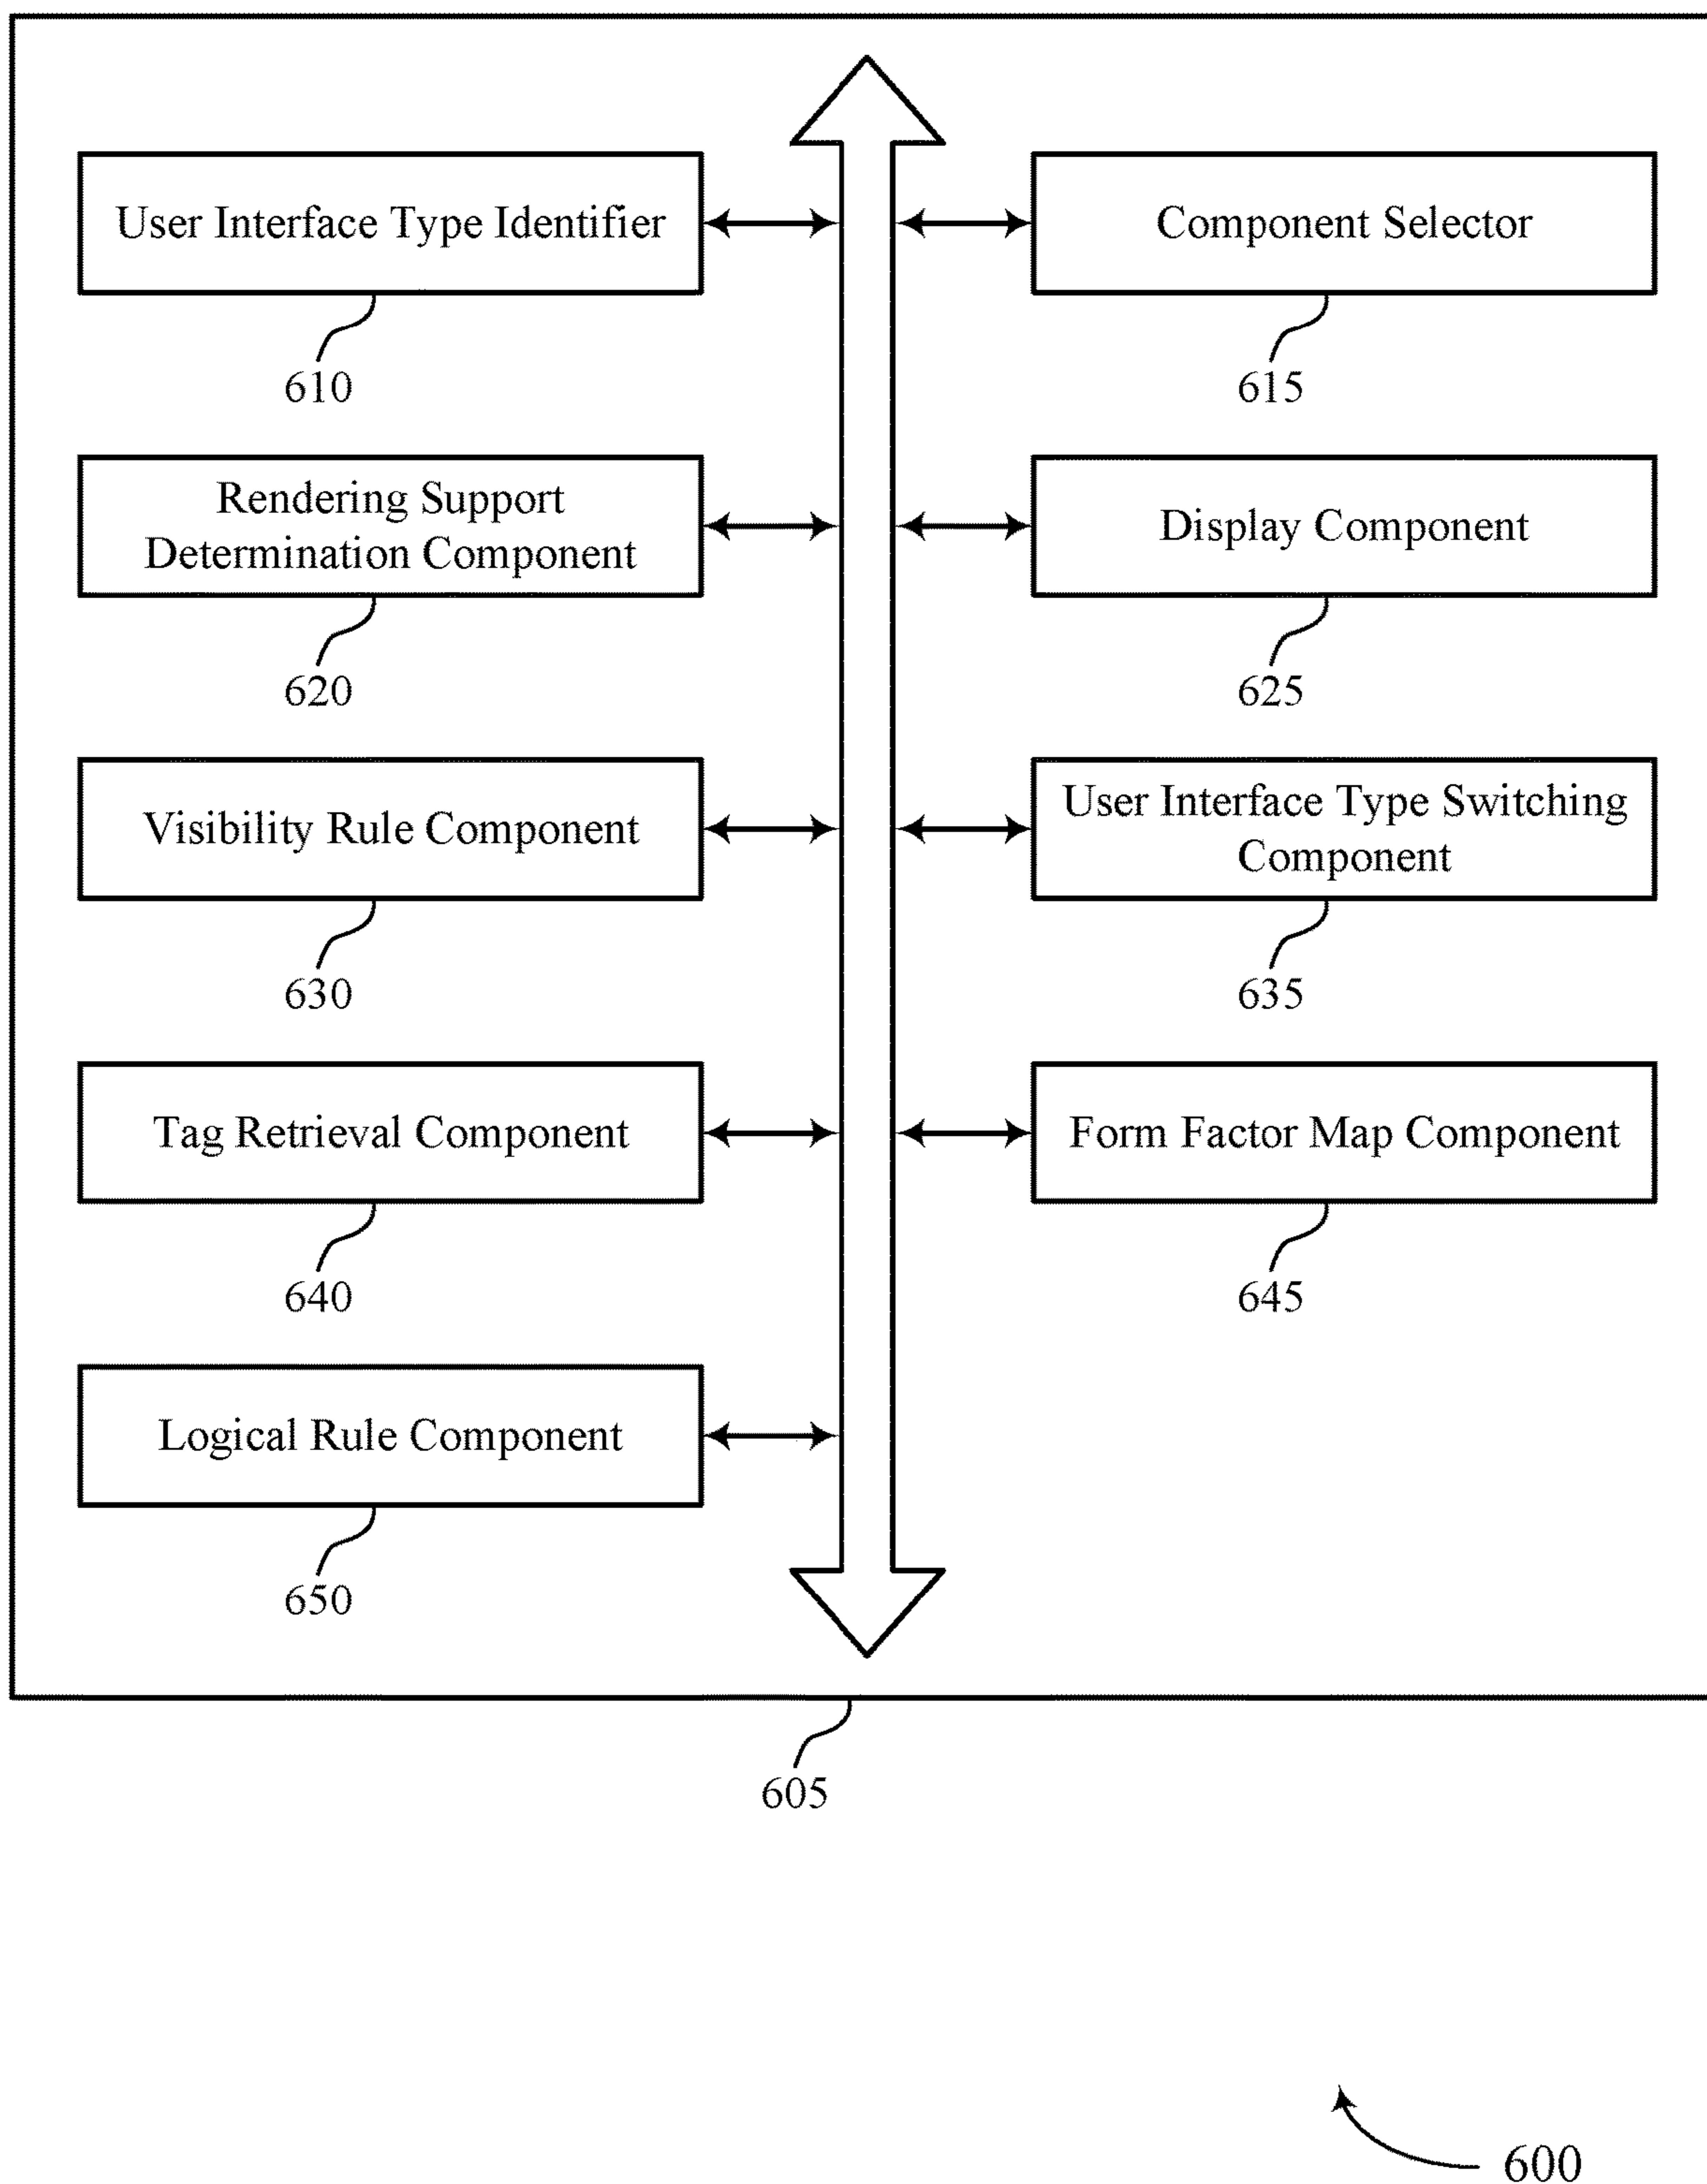 User Interface Type Identifier
Component Selector
610
615
Rendering Support
Determination Component
Display Component
620
625
Visibility Rule Component
User Interface Type Switching
Component
630
635
Tag Retrieval Component
Form Factor Map Component
640
645
Logical Rule Component
650
605
600